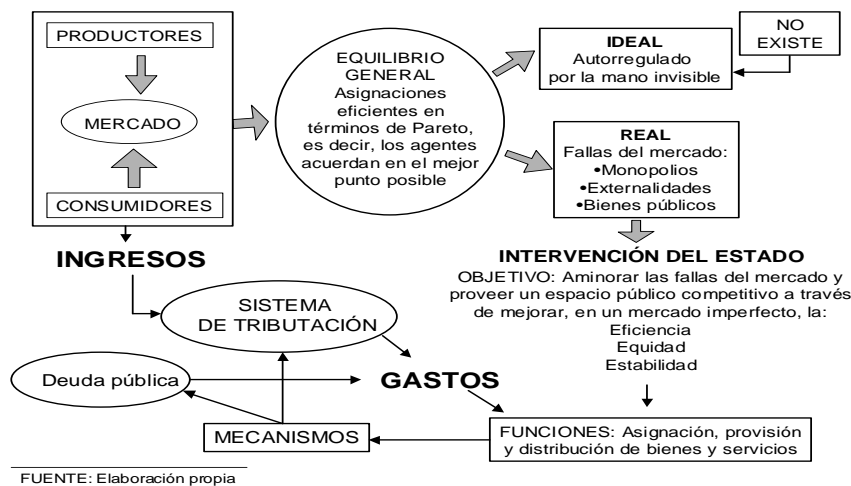 PRODUCTORES
MERCADO
CONSUMIDORES
EQUILIBRIO
GENERAL
Asignaciones
eficientes en
términos de Pareto,
es decir, los agentes
acuerdan en el mejor
punto posible
IDEAL
Autorregulado
por la mano invisible
NO
EXISTE
REAL
Fallas del mercado:
•Monopolios
•Externalidades
•Bienes públicos
INGRESOS
INTERVENCIÓN DEL ESTADO
OBJETIVO: Aminorar las fallas del mercado y
proveer un espacio público competitivo a través
de mejorar, en un mercado imperfecto, la:
Eficiencia
Equidad
Estabilidad
SISTEMA
DE TRIBUTACIÓN
Deuda pública
GASTOS
MECANISMOS
FUNCIONES: Asignación, provisión
y distribución de bienes y servicios
FUENTE: Elaboración propia